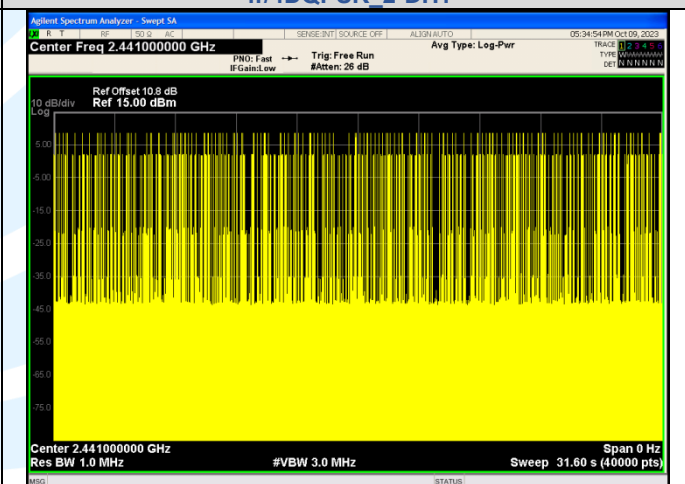 Agilent Spectrum Analyzer - Swept SA
R T RF 50 Ω AC SENSE:INT SOURCE OFF ALIGN AUTO 05:34:54 PM Oct 09, 2023
Center Freq 2.441000000 GHz Avg Type: Log-Pwr TRACE 1 2 3 4 5 6
PNO: Fast Trig: Free Run TYPE
IFGain:Low #Atten: 26 dB DET N N N N N N
Ref Offset 10.8 dB
10 dB/div Ref 15.00 dBm
Log
5.00
-5.00
-15.0
-25.0
-35.0
-45.0
-55.0
-65.0
-75.0
Center 2.441000000 GHz Span 0 Hz
Res BW 1.0 MHz #VBW 3.0 MHz Sweep 31.60 s (40000 pts)
MSG STATUS